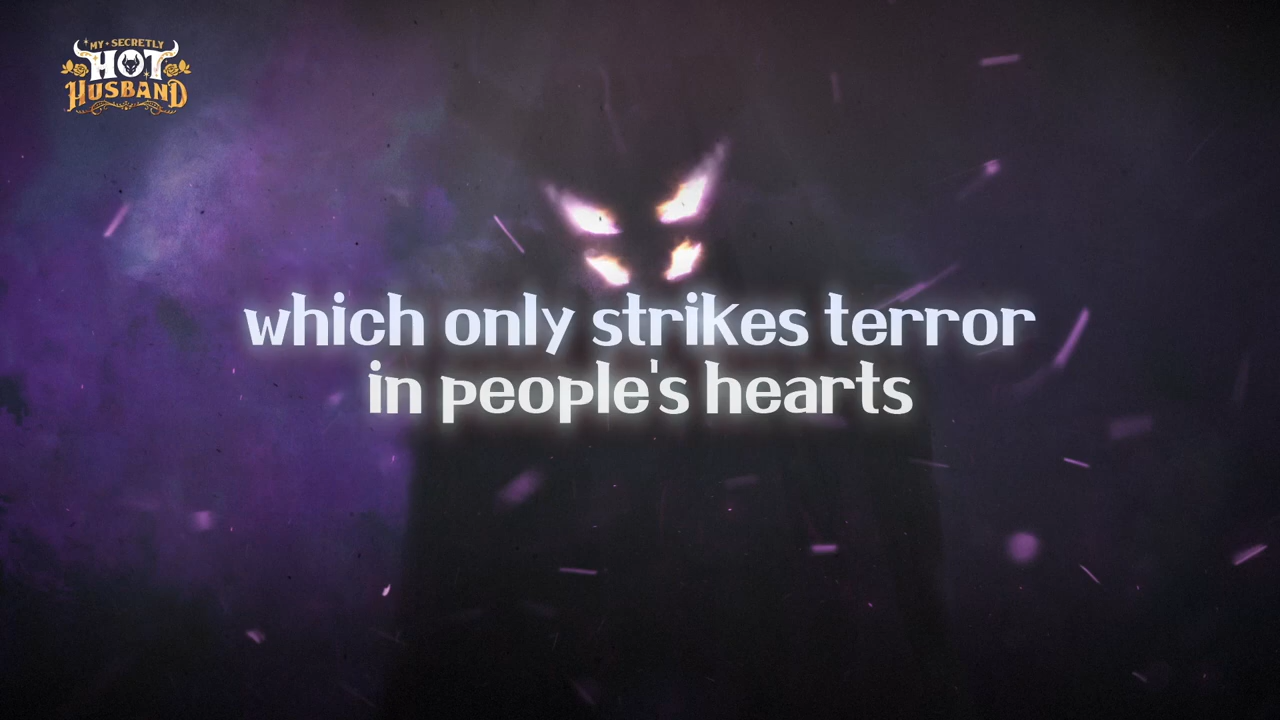 MY SECRETLY
HOT
HUSBAND
which only strikes terror
in people's hearts